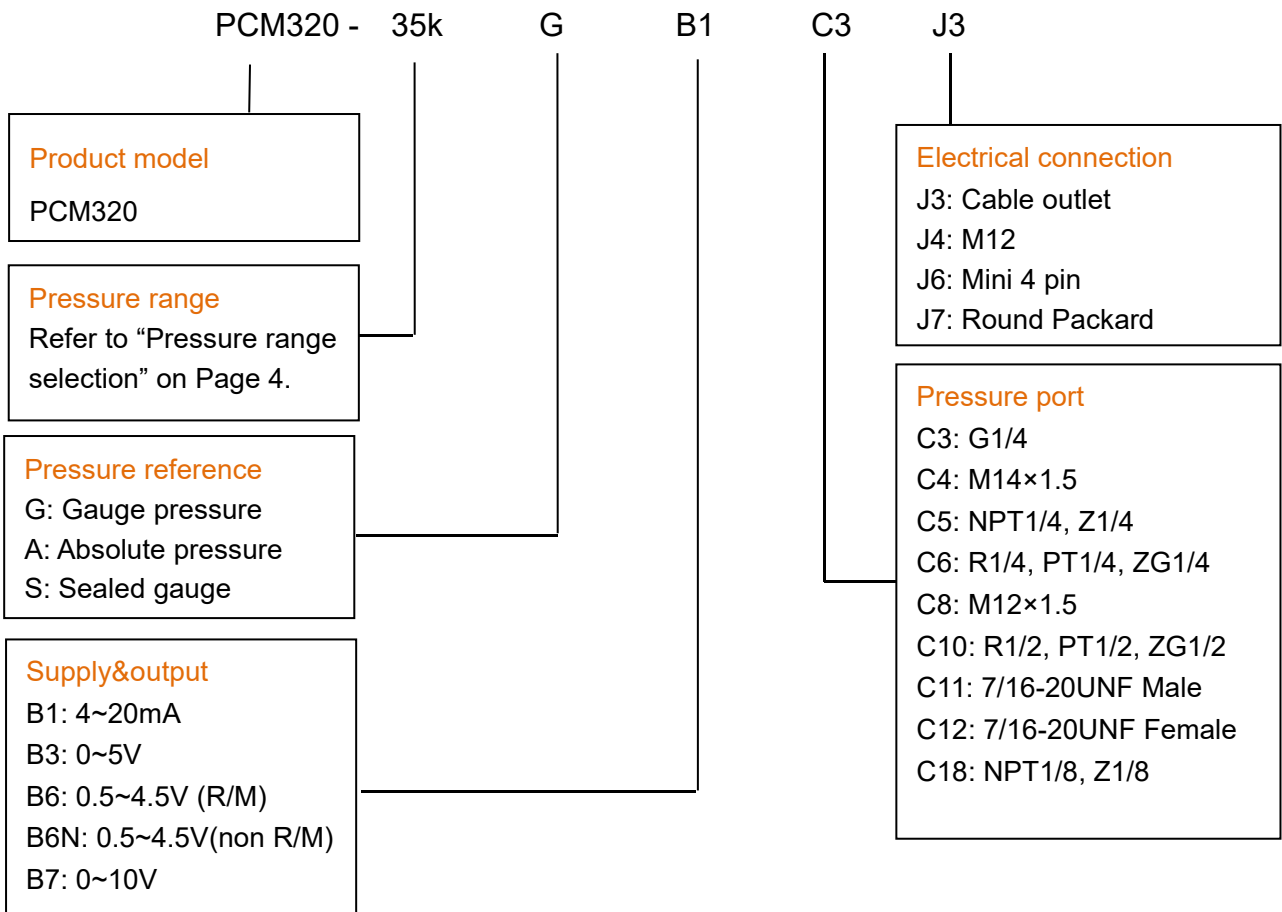 PCM320 - 35k G B1 C3 J3
Product model
PCM320
Pressure range
Refer to “Pressure range
selection” on Page 4.
Pressure reference
G: Gauge pressure
A: Absolute pressure
S: Sealed gauge
Supply&output
B1: 4~20mA
B3: 0~5V
B6: 0.5~4.5V (R/M)
B6N: 0.5~4.5V(non R/M)
B7: 0~10V
Electrical connection
J3: Cable outlet
J4: M12
J6: Mini 4 pin
J7: Round Packard
Pressure port
C3: G1/4
C4: M14×1.5
C5: NPT1/4, Z1/4
C6: R1/4, PT1/4, ZG1/4
C8: M12×1.5
C10: R1/2, PT1/2, ZG1/2
C11: 7/16-20UNF Male
C12: 7/16-20UNF Female
C18: NPT1/8, Z1/8